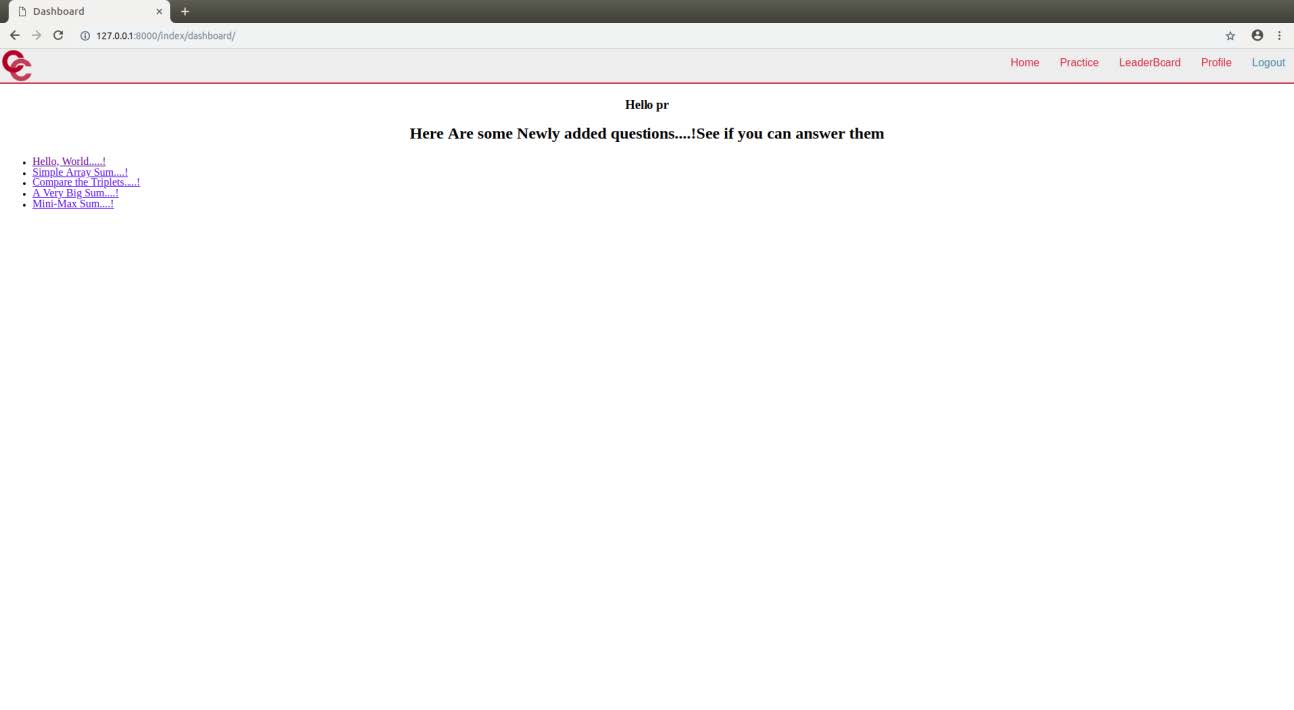 Dashboard
127.0.0.1:8000/index/dashboard/
CC
Home Practice LeaderBoard Profile Logout
Hello pr
Here Are some Newly added questions....!See if you can answer them
Hello, World.....!
Simple Array Sum....!
Compare the Triplets.....!
A Very Big Sum....!
Mini-Max Sum....!